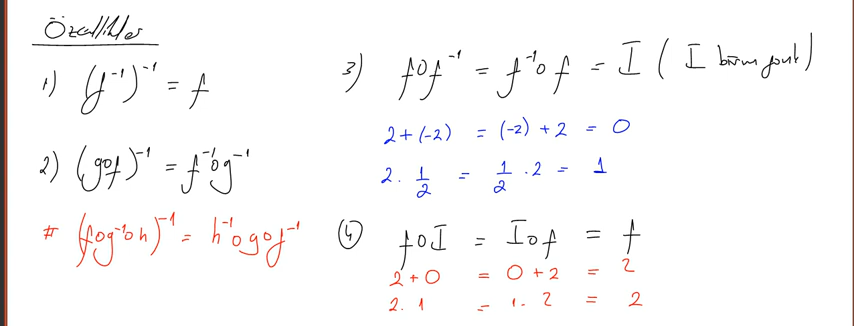 Özellikler
1) (f⁻¹)⁻¹ = f
2) (gof)⁻¹ = f⁻¹og⁻¹
# (fog⁻¹oh)⁻¹ = h⁻¹ogof⁻¹
3) fof⁻¹ = f⁻¹of = I ( I birim fonk )
2+(-2) = (-2)+2 = 0
2. 1/2 = 1/2 . 2 = 1
4) foI = Iof = f
2+0 = 0+2 = 2
2. 1 = 1. 2 = 2